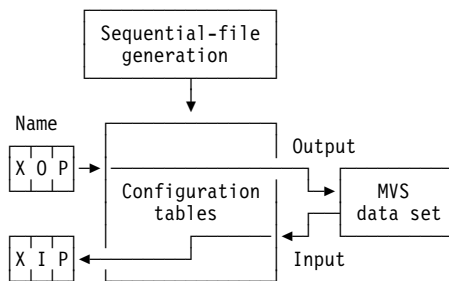 Sequential-file
generation
Name
Output
X O P
Configuration
tables
MVS
data set
X I P
Input